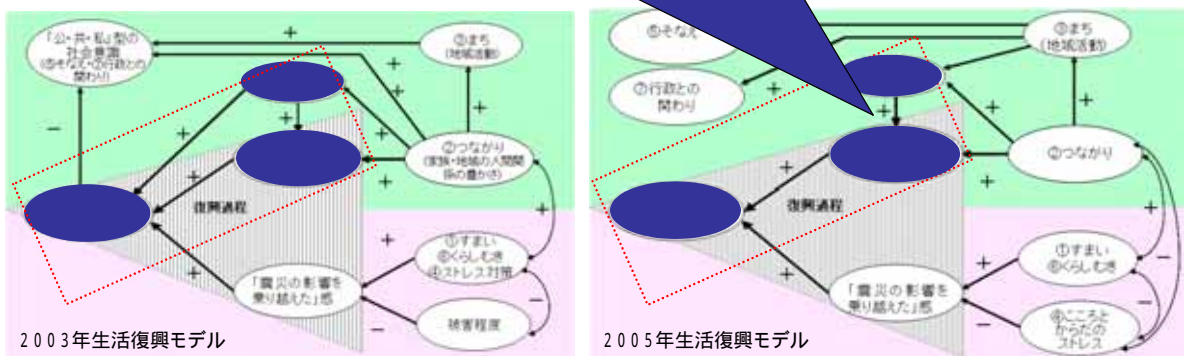 「公・共・私」型の
社会意識
(⑤そなえ・⑦行政との
関わり)
③まち
(地域活動)
②つながり
(家族・地域の人間関
係の豊かさ)
復興過程
①すまい
⑥くらしむき
④ストレス対策
「震災の影響を
乗り越えた」感
被害程度
2003年生活復興モデル
+
+
+
+
+
+
+
+
+
+
+
−
−
−
⑤そなえ
③まち
(地域活動)
⑦行政との
関わり
②つながり
復興過程
①すまい
⑥くらしむき
「震災の影響を
乗り越えた」感
④こころと
からだの
ストレス
2005年生活復興モデル
+
+
+
+
+
+
+
+
+
−
−
−